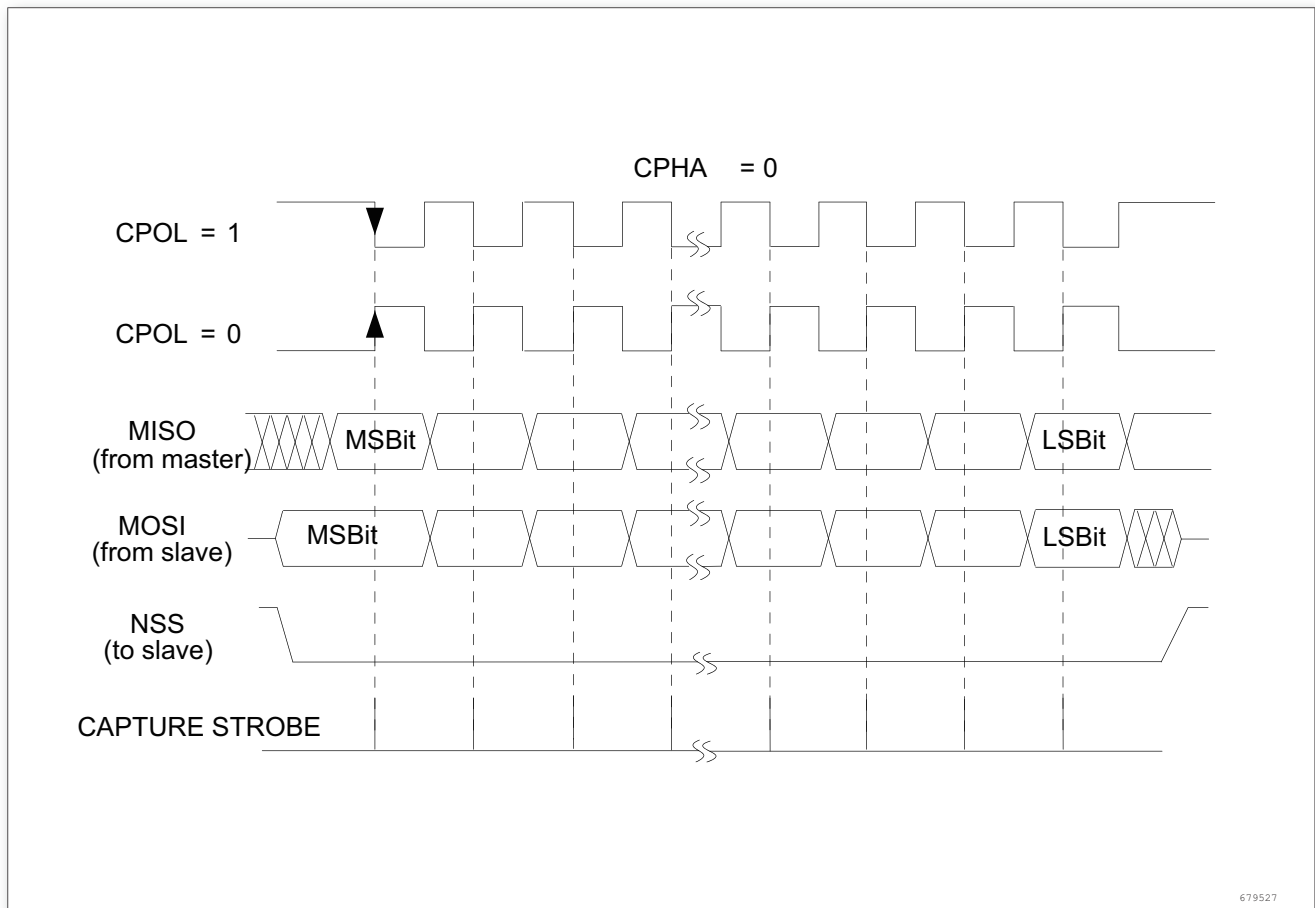 CPHA = 0
CPOL = 1
CPOL = 0
MISO
(from master)
MSBit
LSBit
MOSI
(from slave)
MSBit
LSBit
NSS
(to slave)
CAPTURE STROBE
679527